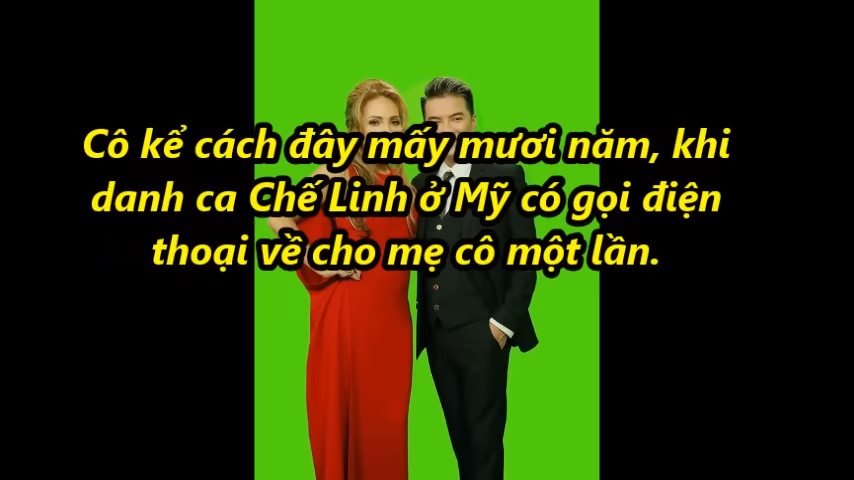 Cô kể cách đây mấy mươi năm, khi
danh ca Chế Linh ở Mỹ có gọi điện
thoại về cho mẹ cô một lần.